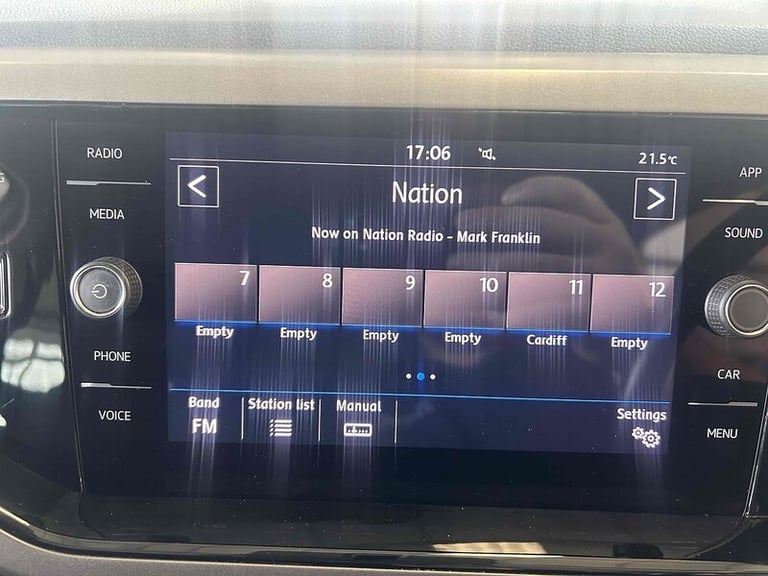 RADIO
MEDIA
PHONE
VOICE
17:06
21.5°C
Nation
Now on Nation Radio - Mark Franklin
7 8 9 10 11 12
Empty Empty Empty Empty Cardiff Empty
Band Station list Manual Settings
FM
APP
SOUND
CAR
MENU